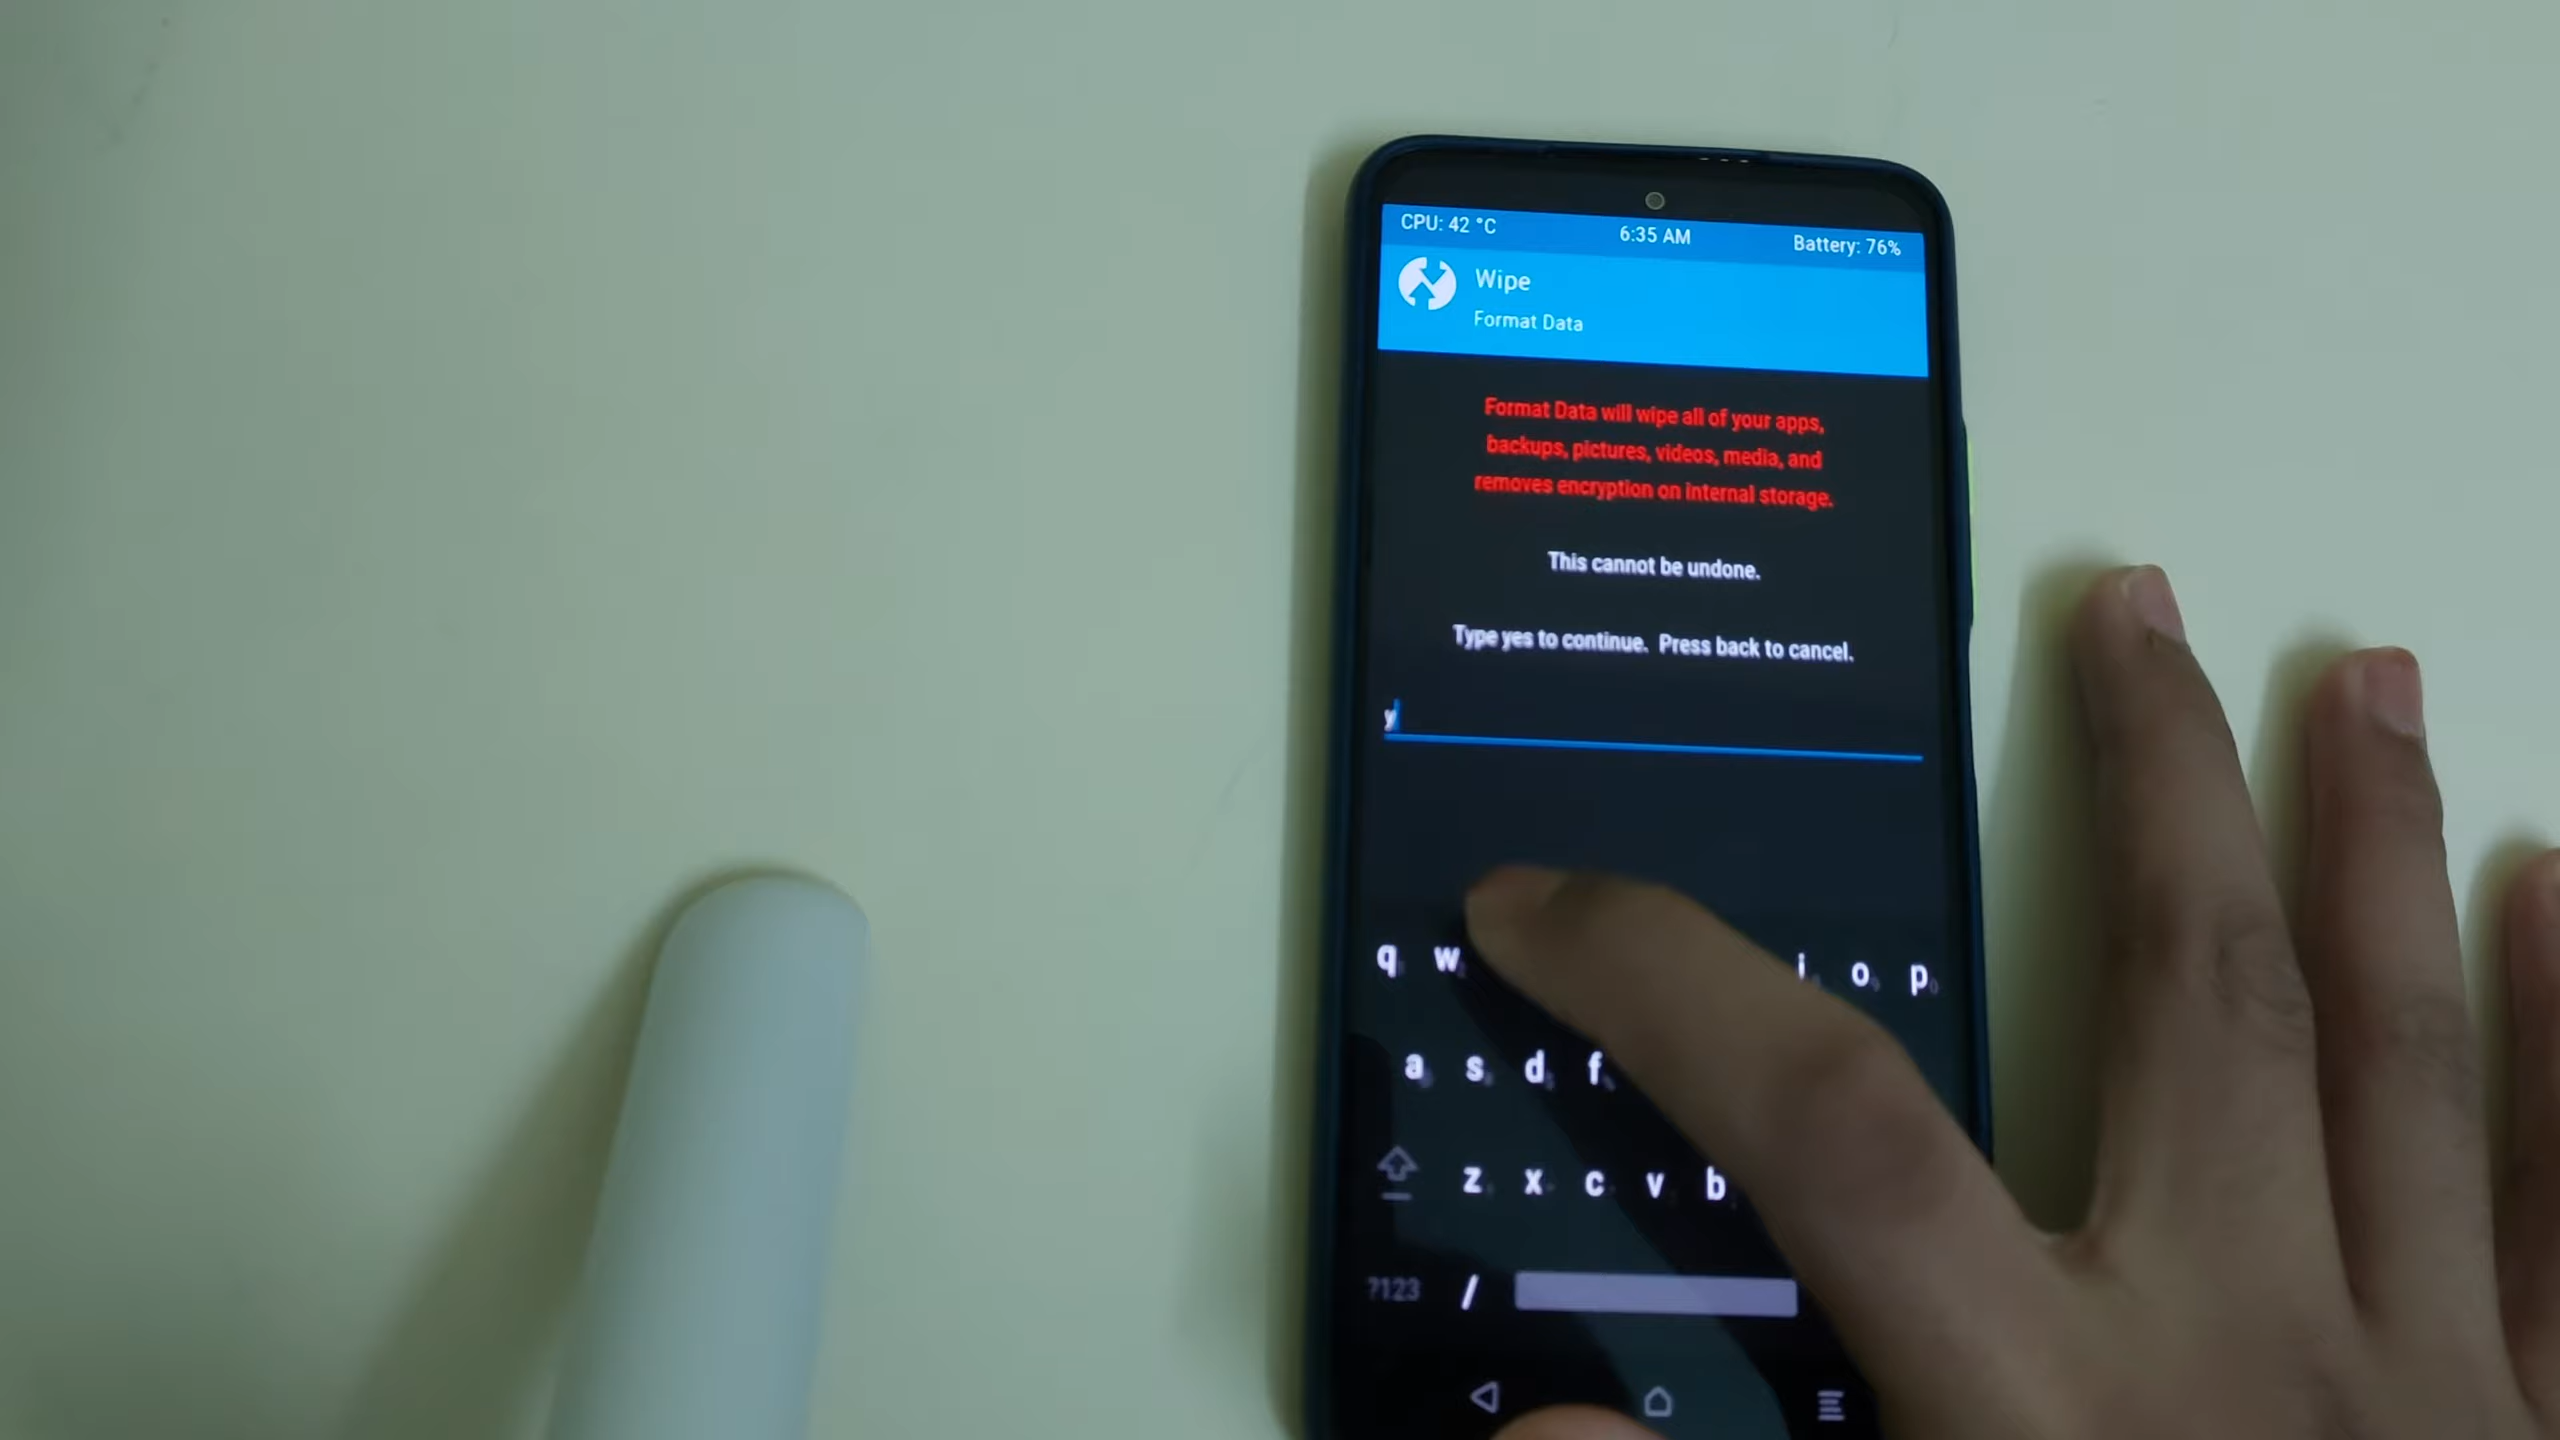 CPU: 42 °C 6:35 AM Battery: 76%
Wipe
Format Data
Format Data will wipe all of your apps,
backups, pictures, videos, media, and
removes encryption on internal storage.
This cannot be undone.
Type yes to continue. Press back to cancel.
y
q w i o p
a s d f
z x c v b
?123 /